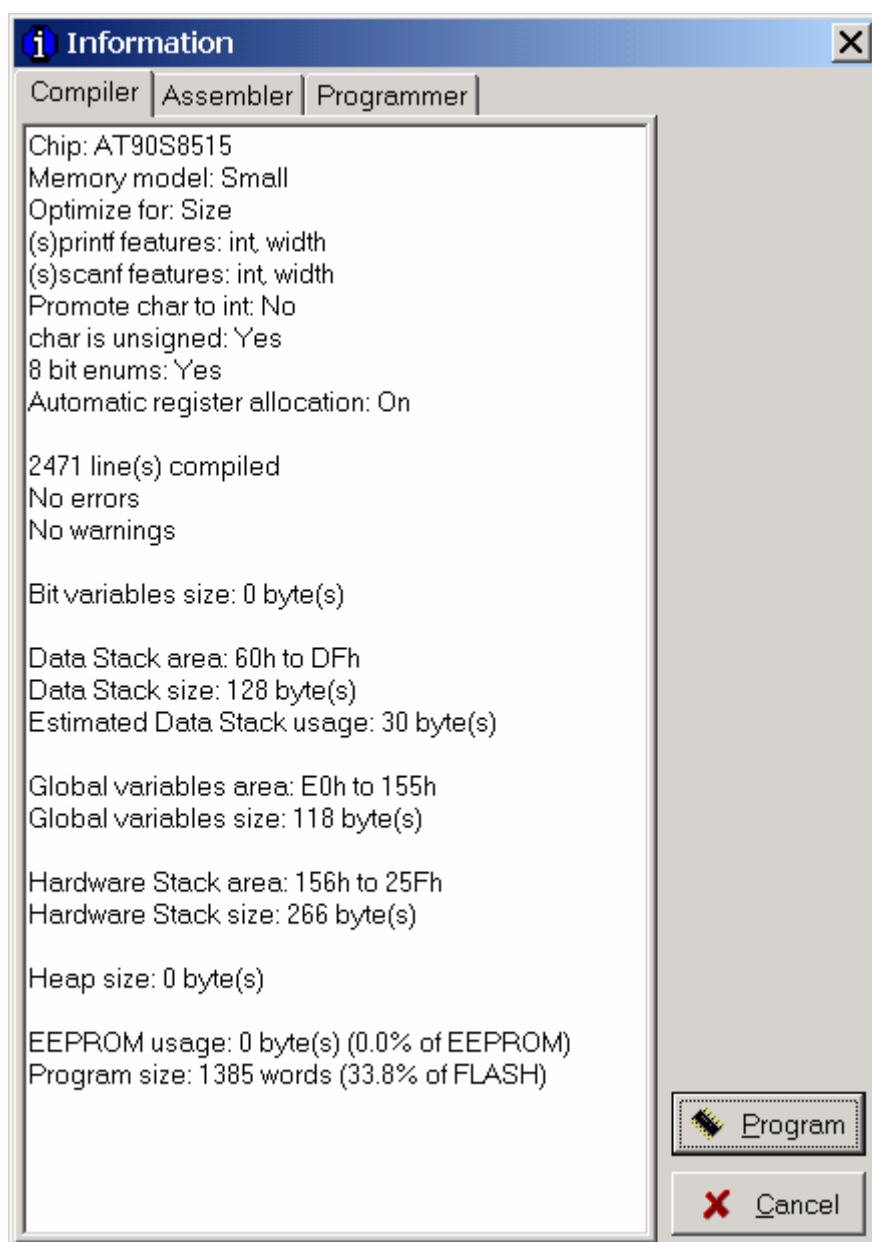 Information
Compiler Assembler Programmer
Chip: AT90S8515
Memory model: Small
Optimize for: Size
(s)printf features: int, width
(s)scanf features: int, width
Promote char to int: No
char is unsigned: Yes
8 bit enums: Yes
Automatic register allocation: On
2471 line(s) compiled
No errors
No warnings
Bit variables size: 0 byte(s)
Data Stack area: 60h to DFh
Data Stack size: 128 byte(s)
Estimated Data Stack usage: 30 byte(s)
Global variables area: E0h to 155h
Global variables size: 118 byte(s)
Hardware Stack area: 156h to 25Fh
Hardware Stack size: 266 byte(s)
Heap size: 0 byte(s)
EEPROM usage: 0 byte(s) (0.0% of EEPROM)
Program size: 1385 words (33.8% of FLASH)
Program
Cancel